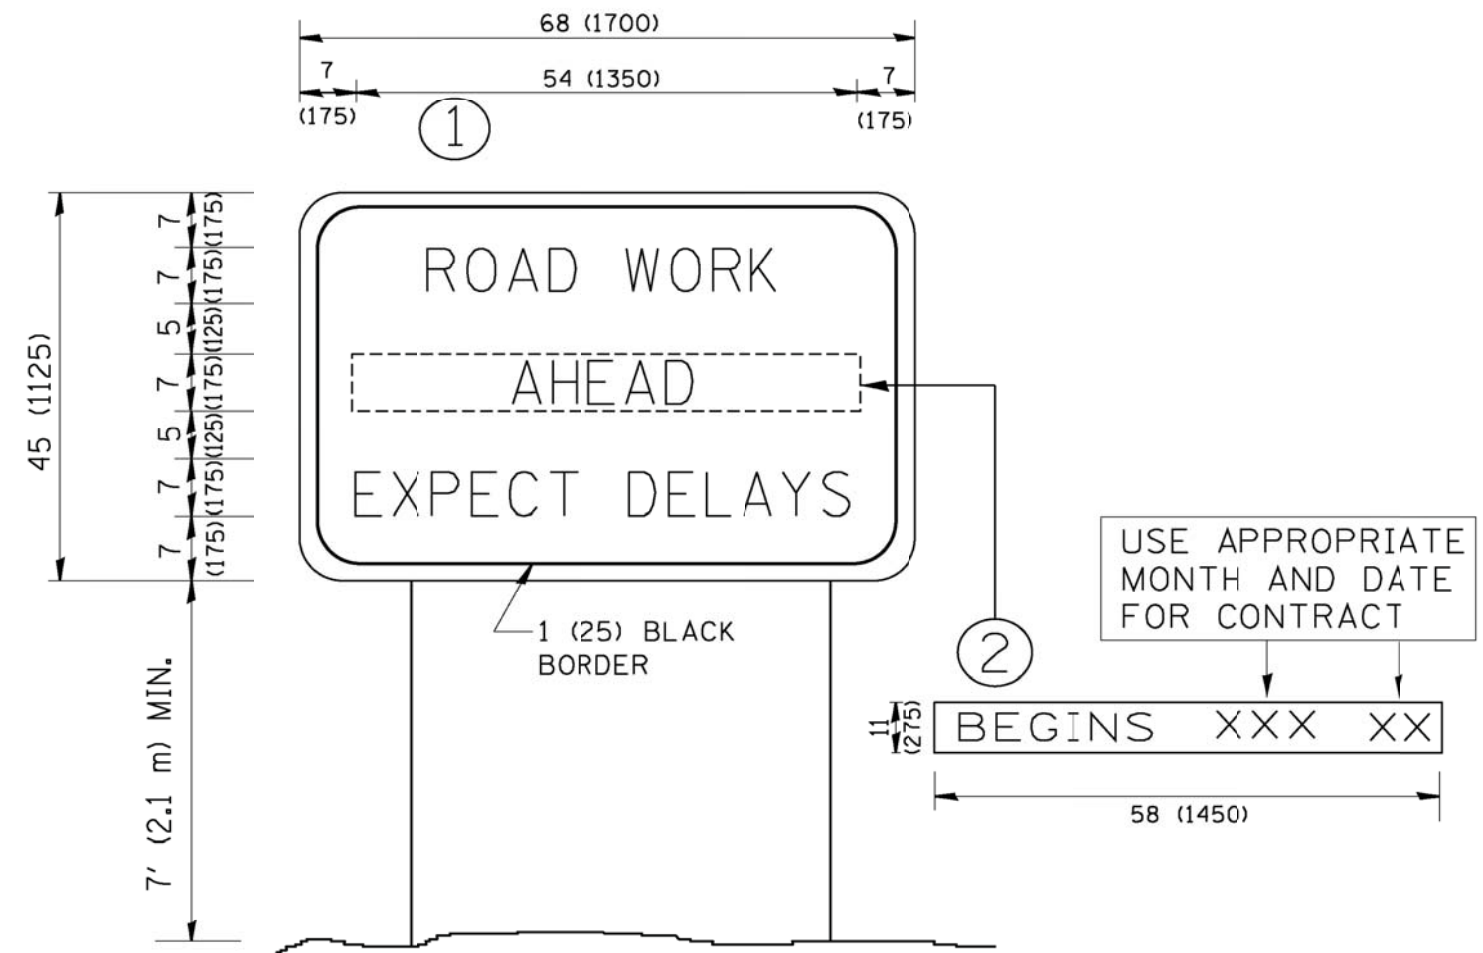 68 (1700)
7
54 (1350)
7
(175)
(175)
1
45 (1125)
7
(175)
7
(175)
5
(125)
7
(175)
5
(125)
7
(175)
7
(175)
ROAD WORK
AHEAD
EXPECT DELAYS
1 (25) BLACK
BORDER
7' (2.1 m) MIN.
2
USE APPROPRIATE
MONTH AND DATE
FOR CONTRACT
11
(275)
BEGINS XXX XX
58 (1450)